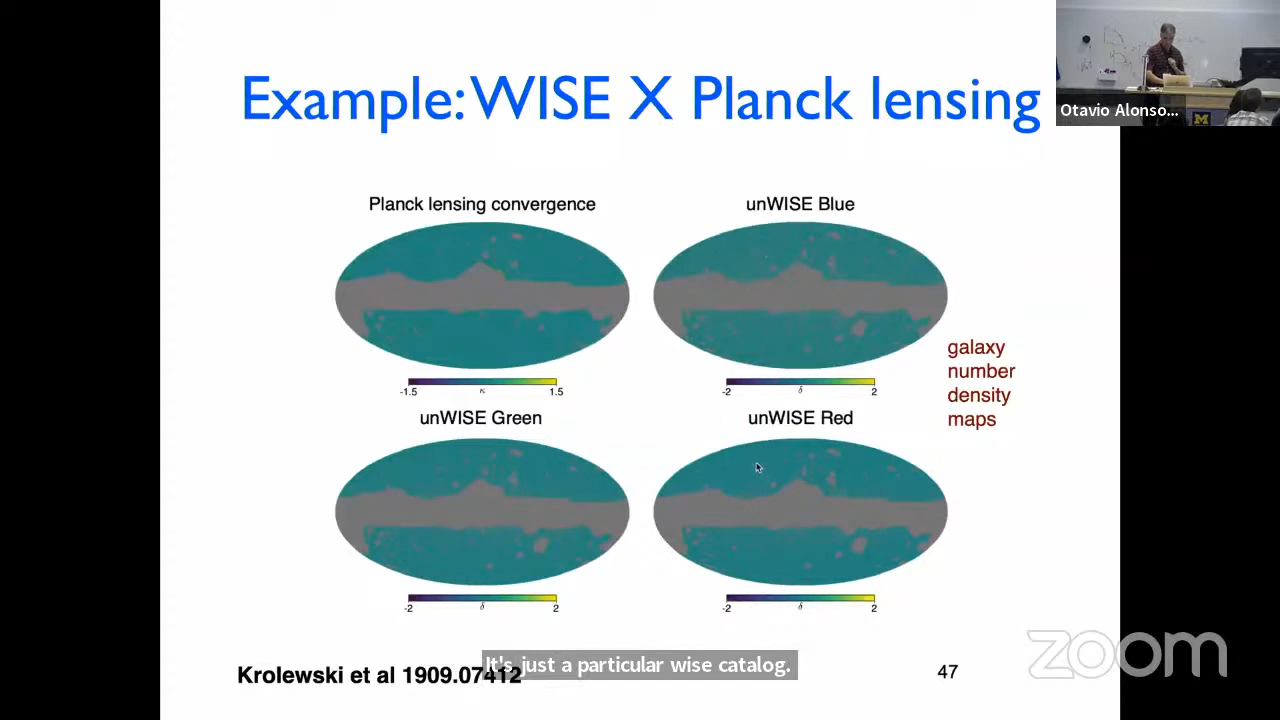 Example: WISE X Planck lensing
Otavio Alonso...
Planck lensing convergence
unWISE Blue
-1.5
κ
1.5
-2
δ
2
galaxy
number
density
maps
unWISE Green
unWISE Red
-2
δ
2
-2
δ
2
It's just a particular wise catalog.
Krolewski et al 1909.07412
47
zoom
M